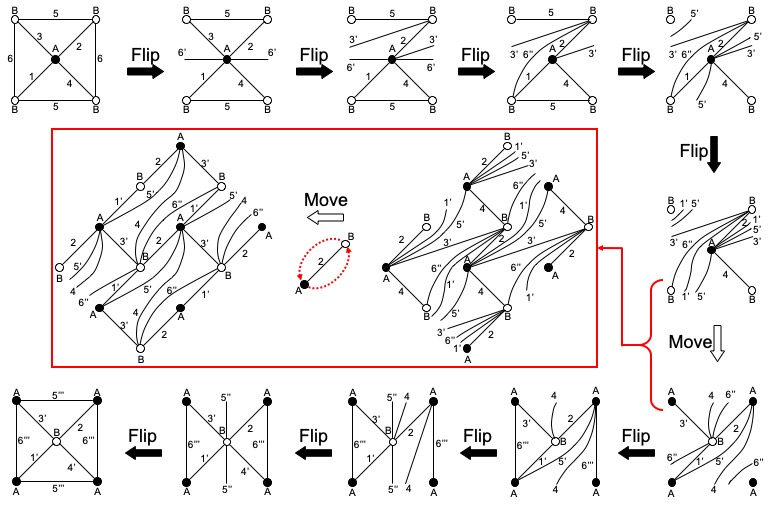 B 5 B
3 A 2
6 6
1 4
B 5 B
Flip
B 5 B
3 A 2
6' 6'
1 4
B 5 B
Flip
B 5 B
3' A 2 3'
6' 6'
1 4
B 5 B
Flip
B 5 B
3' 6'' A 2 3'
1 4
B 5 B
Flip
B 5' B
3' 6'' A 2 5' 3'
1 4
B 5' B
Flip
B 1' 5' B
3' 6'' A 2 1' 5' 3'
4
B 1' 5' B
Move
A
2 3'
B 5' B
1' 4 6'' 5' 4
A A 1' 6'' A
2 3' 3' 2
B 5' B B
4 6'' 1' 5' 4 6'' 1'
A A
3' 2
B
Move
B
2
A
B
2 1' 5' 3'
A 6'' A
1' 4 1' 4
B 5' B 5' B
2 3' 3' 2
A 6'' A 6'' A
4 4 1'
B 5' B 5'
3' 6'' 1' 2
A
A 5''' A
3' B 2
6''' 6'''
1' 4'
A 5''' A
Flip
A 5'' A
3' B 2
6''' 6'''
1' 4'
A 5'' A
Flip
A 5'' 4 A
3' B 2
6''' 6'''
1'
A 5'' 4 A
Flip
A 4 A
3' B 2
1' 5' 6'''
A 4 A
Flip
A 4 6'' A
3' B 2
6'' 1' 5'
A 4 6'' A